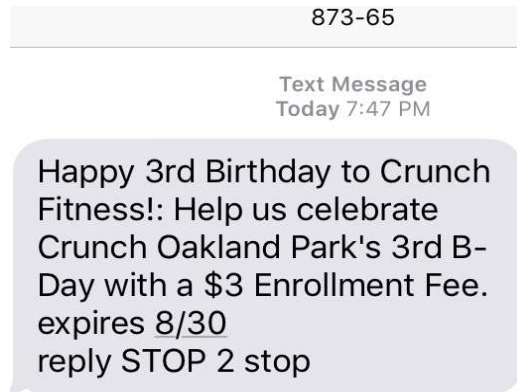 873-65
Text Message
Today 7:47 PM
Happy 3rd Birthday to Crunch
Fitness!: Help us celebrate
Crunch Oakland Park's 3rd B-
Day with a $3 Enrollment Fee.
expires 8/30
reply STOP 2 stop